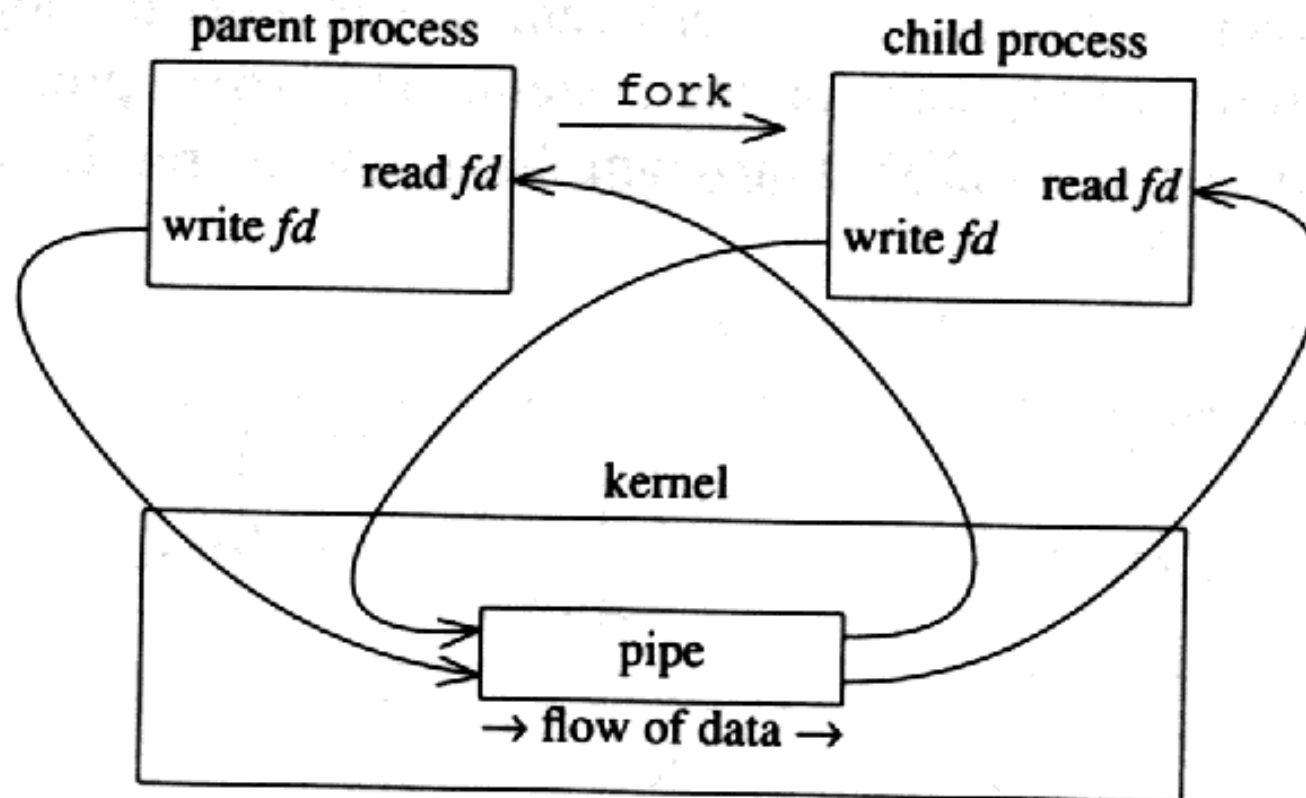 parent process
child process
fork
read fd
read fd
write fd
write fd
kernel
pipe
→ flow of data →